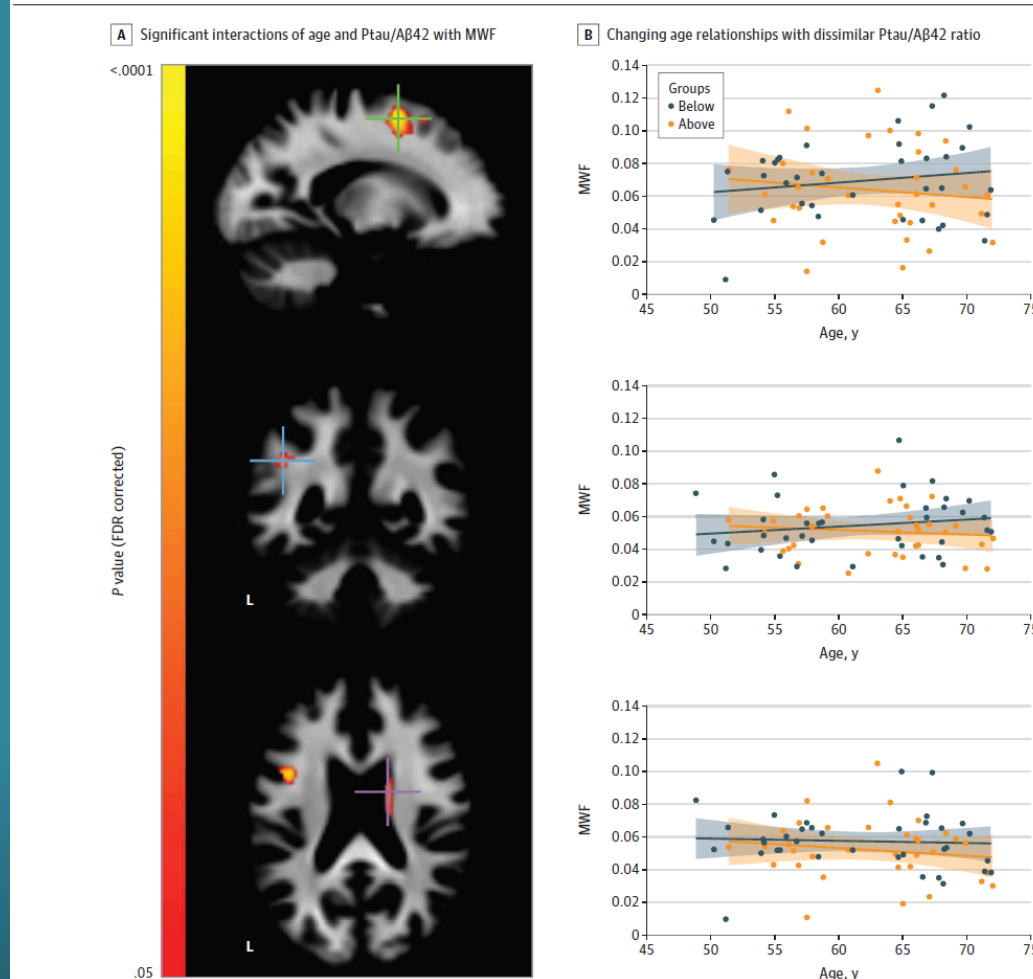 A Significant interactions of age and Ptau/Aβ42 with MWF
<.0001
P value (FDR corrected)
.05
L
L
B Changing age relationships with dissimilar Ptau/Aβ42 ratio
0.14
0.12
0.10
0.08
0.06
0.04
0.02
0
MWF
Groups
Below
Above
45 50 55 60 65 70 75
Age, y
0.14
0.12
0.10
0.08
0.06
0.04
0.02
0
MWF
45 50 55 60 65 70 75
Age, y
0.14
0.12
0.10
0.08
0.06
0.04
0.02
0
MWF
45 50 55 60 65 70 75
Age, y